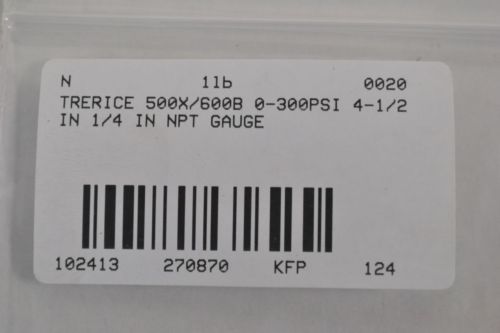 N 11b 0020
TRERICE 500X/600B 0-300PSI 4-1/2
IN 1/4 IN NPT GAUGE
102413 270870 KFP 124